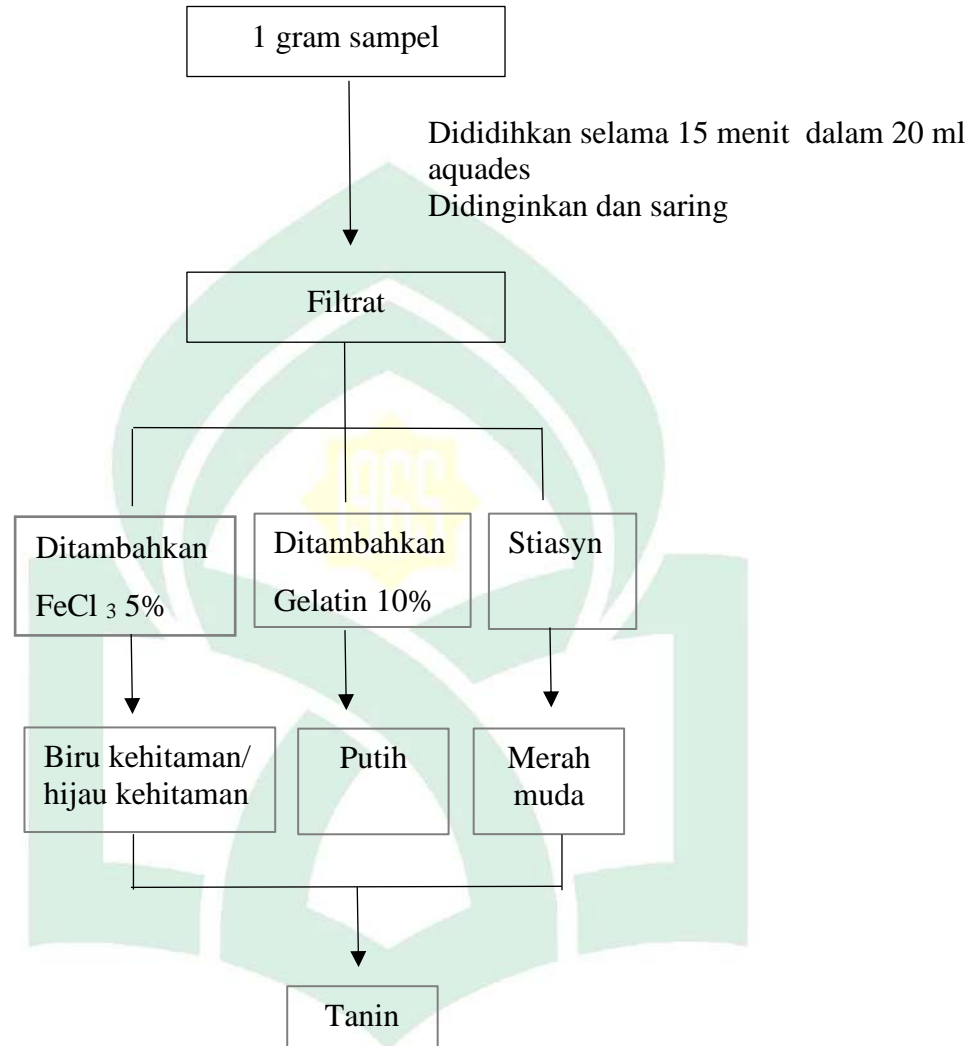 1 gram sampel
Dididihkan selama 15 menit dalam 20 ml
aquades
Didinginkan dan saring
Filtrat
Ditambahkan
FeCl ₃ 5%
Ditambahkan
Gelatin 10%
Stiasyn
Biru kehitaman/
hijau kehitaman
Putih
Merah
muda
Tanin
1965